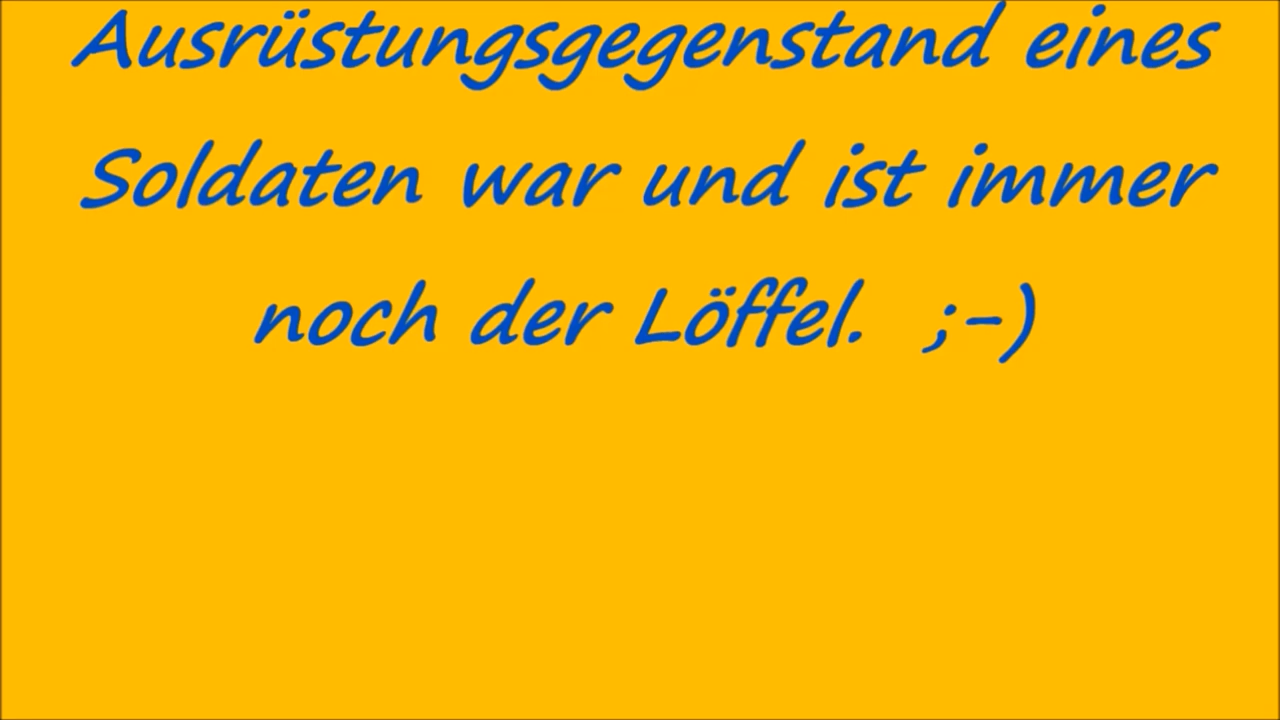 Ausrüstungsgegenstand eines
Soldaten war und ist immer
noch der Löffel.  ;-)